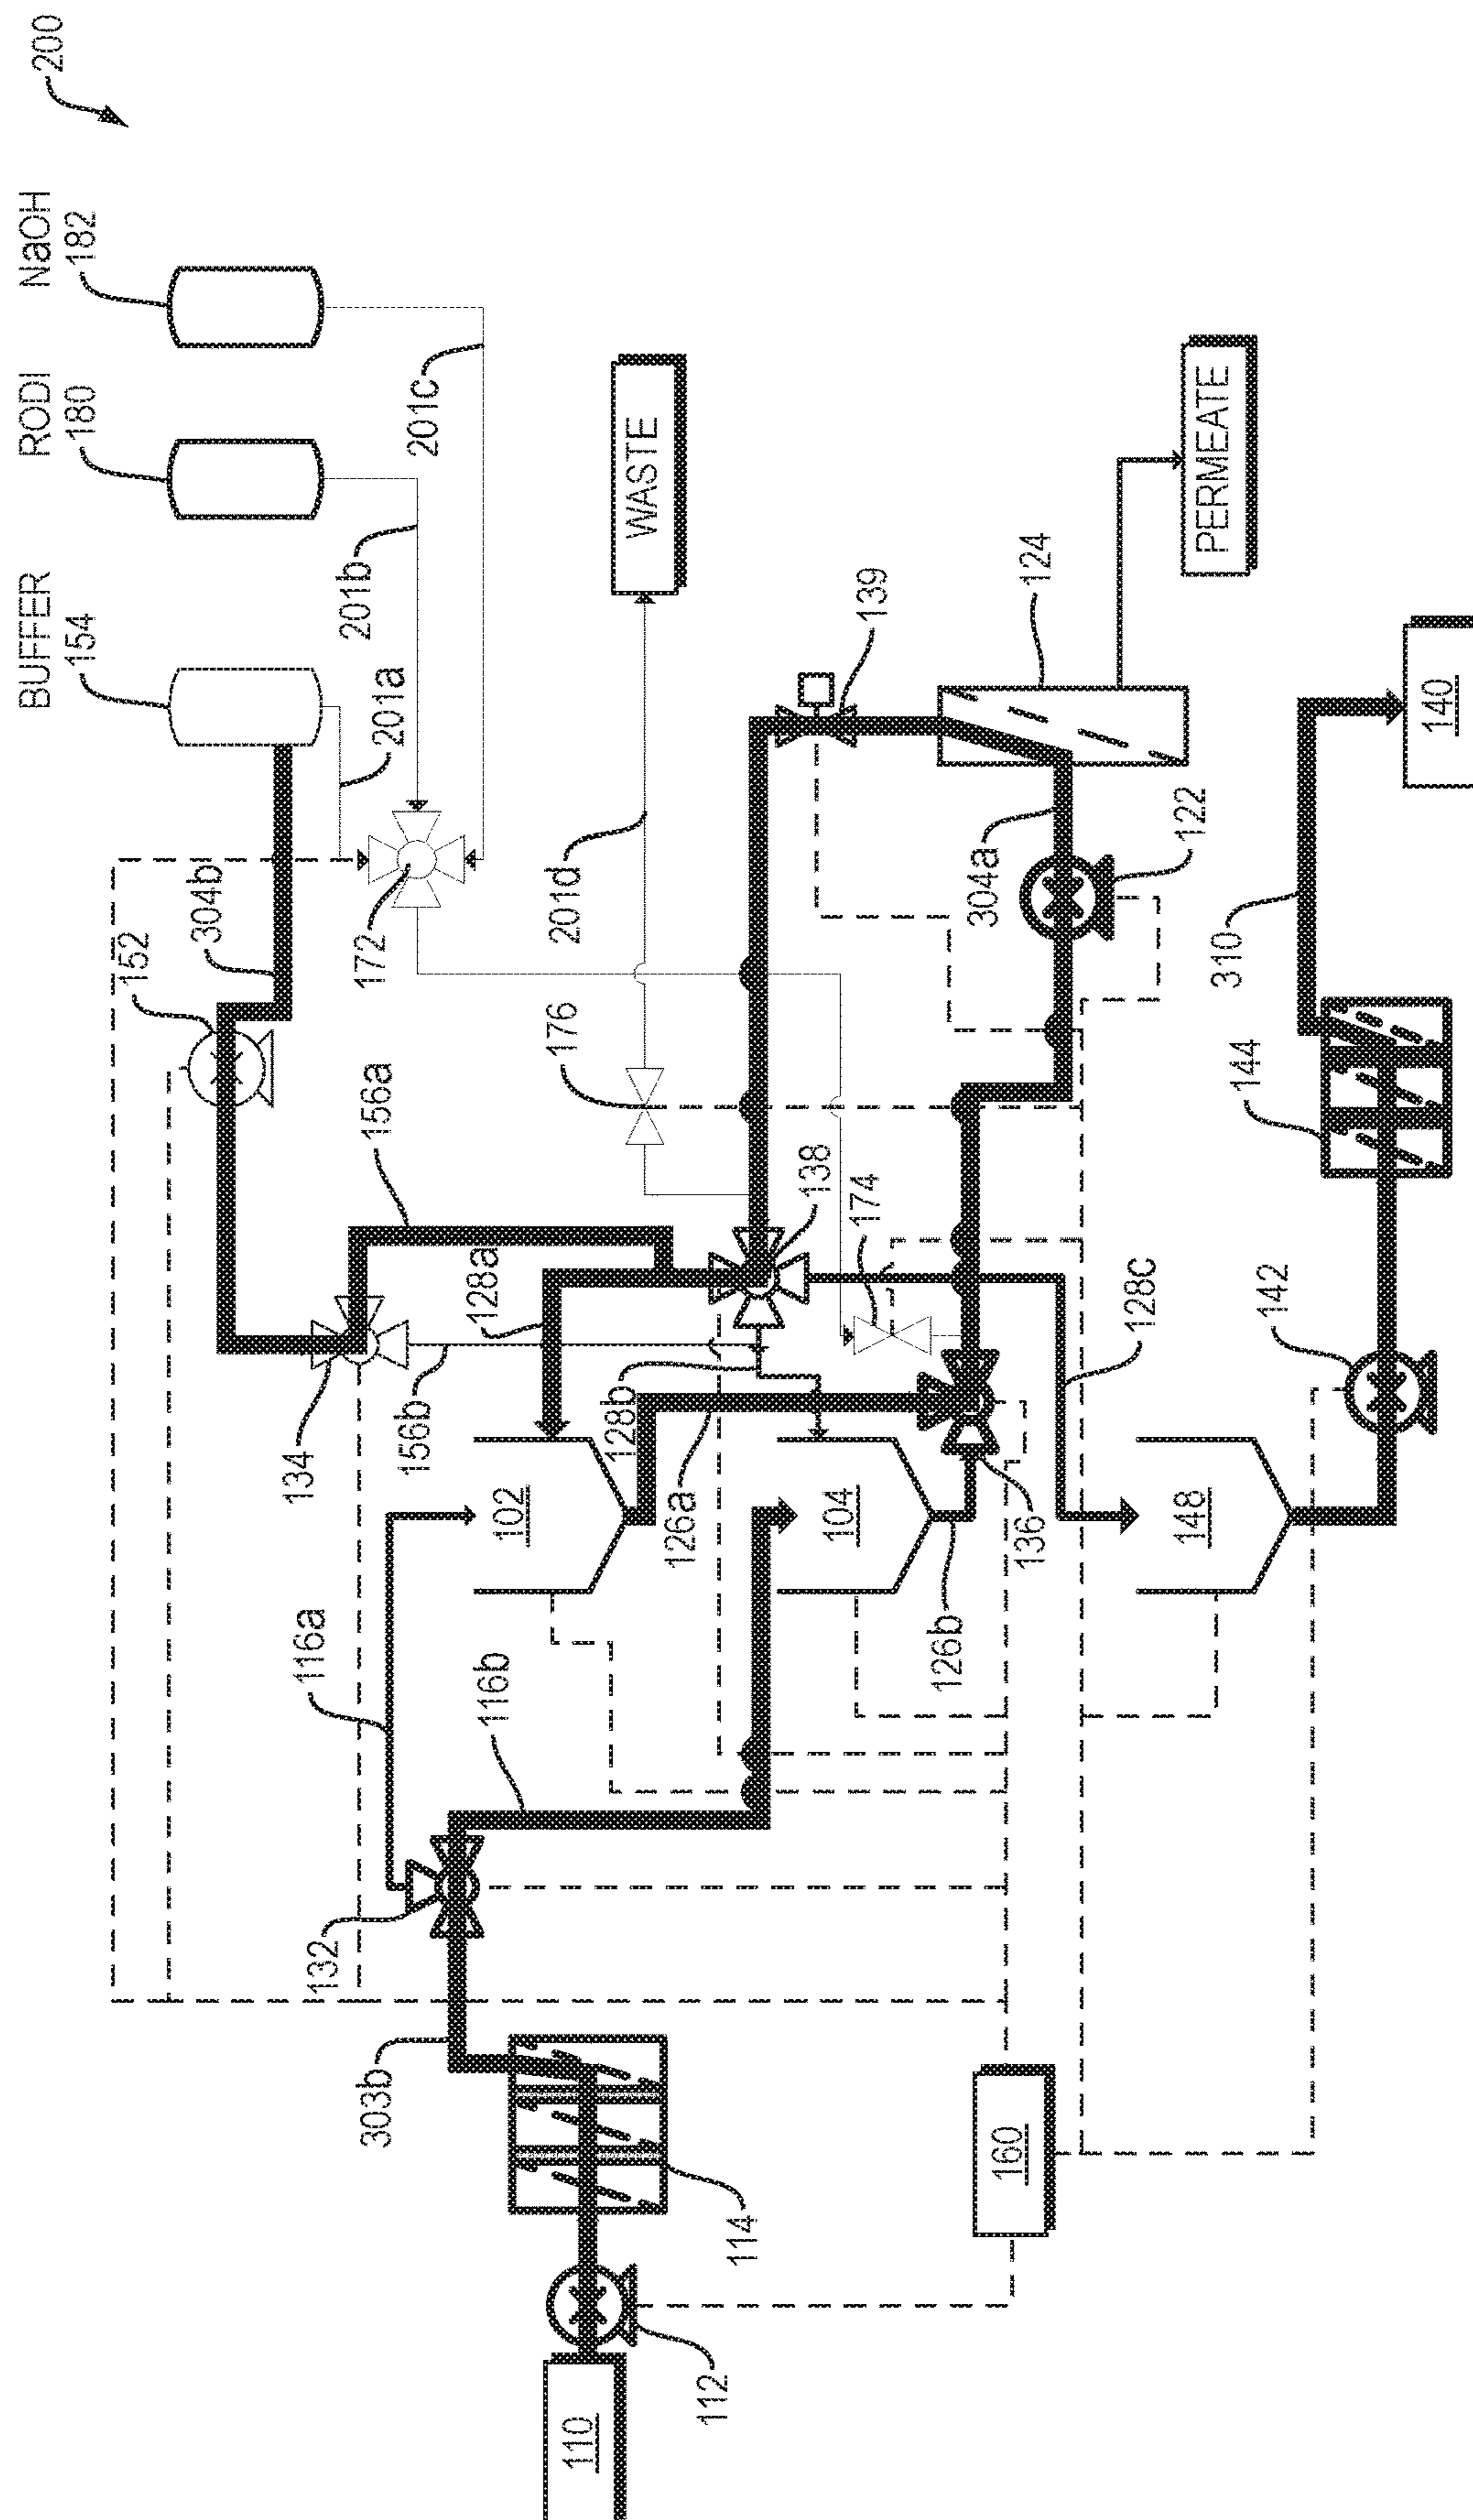 200
NaOH
182
RODI
180
BUFFER
154
201c
201b
201a
WASTE
PERMEATE
139
124
140
304b
152
172
201d
304a
122
310
176
156a
144
138
174
128a
128c
142
134
156b
128b
102
126a
104
136
148
116a
116b
126b
132
303b
114
160
112
110